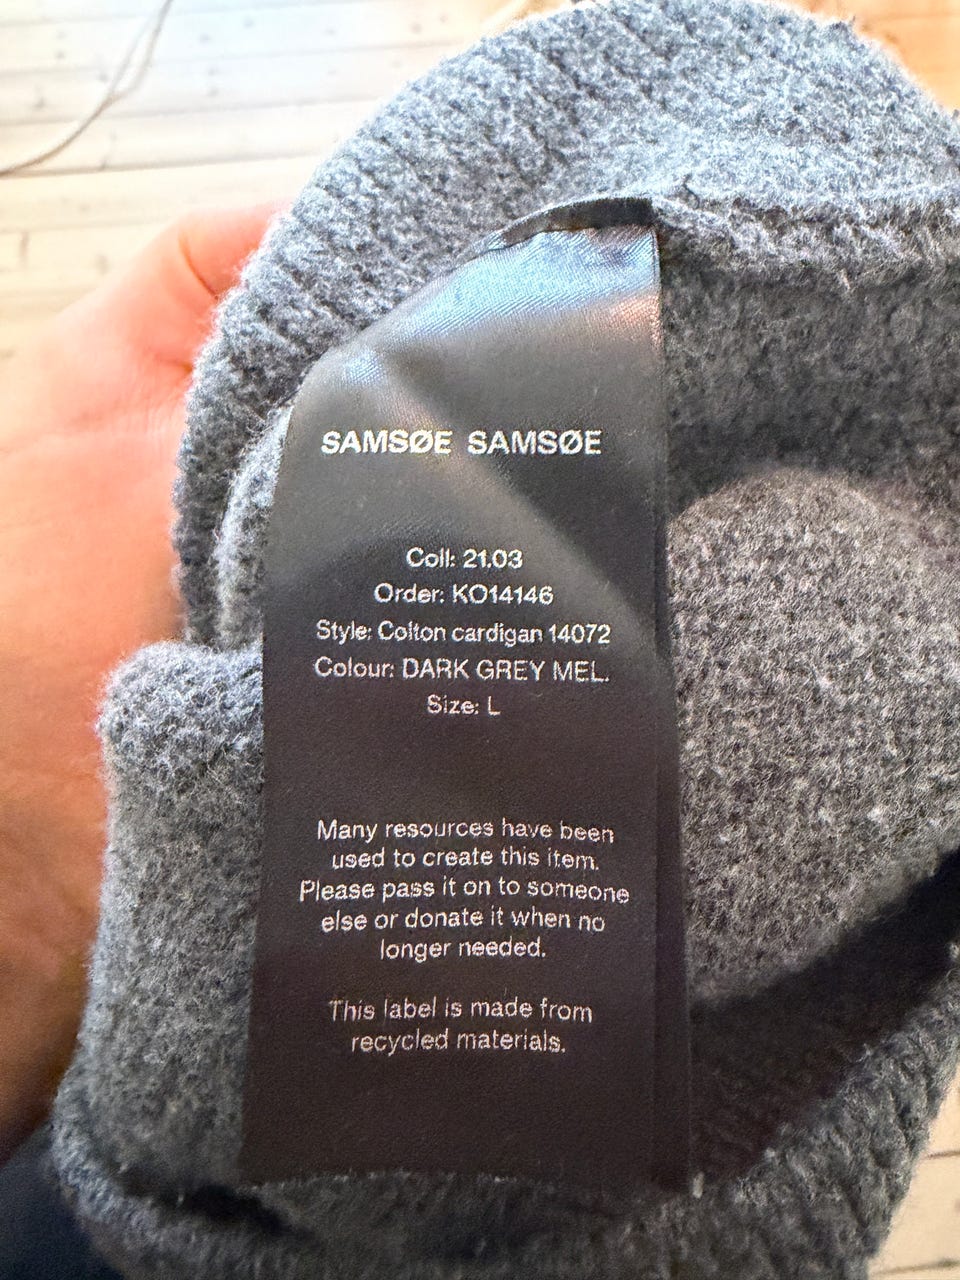 SAMSØE SAMSØE
Coll: 21.03
Order: KO14146
Style: Colton cardigan 14072
Colour: DARK GREY MEL.
Size: L
Many resources have been
used to create this item.
Please pass it on to someone
else or donate it when no
longer needed.
This label is made from
recycled materials.